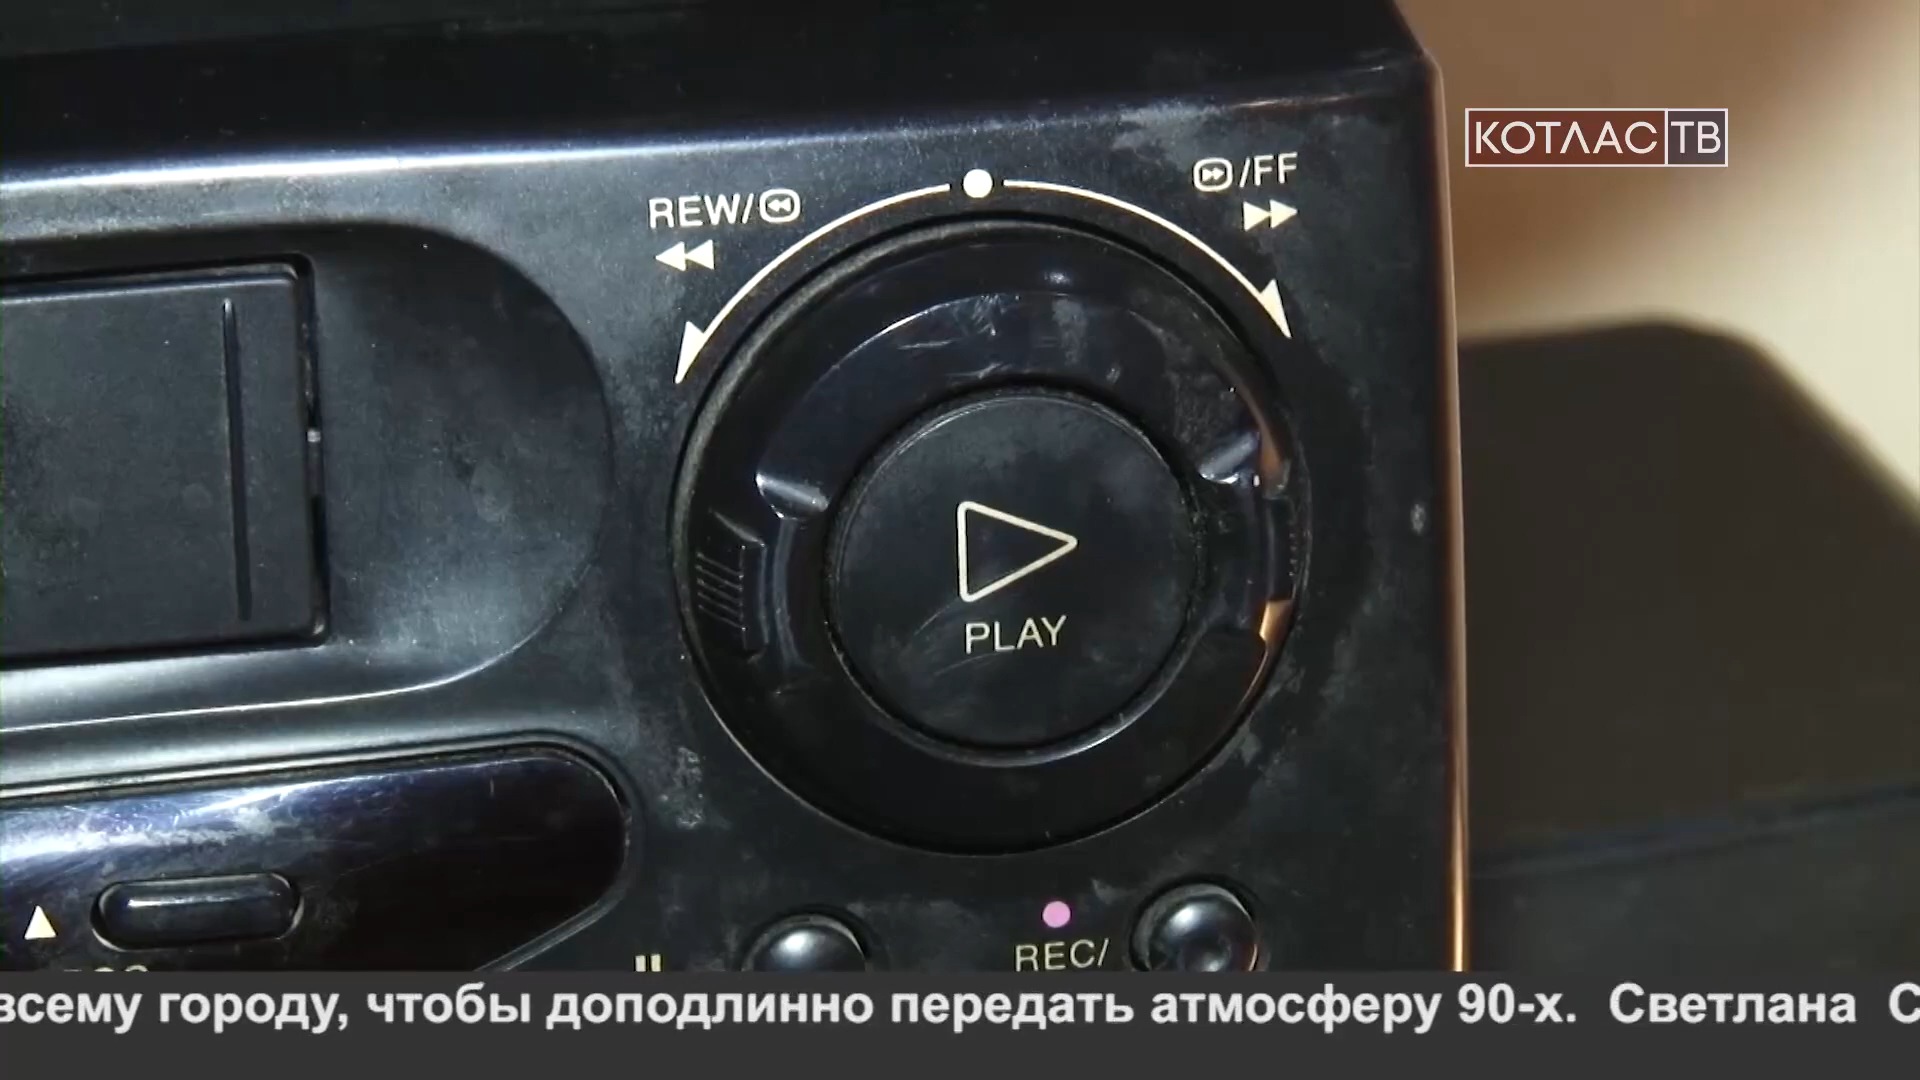 КОТЛАС ТВ
REW/
/FF
PLAY
REC/
всему городу, чтобы доподлинно передать атмосферу 90-х. Светлана